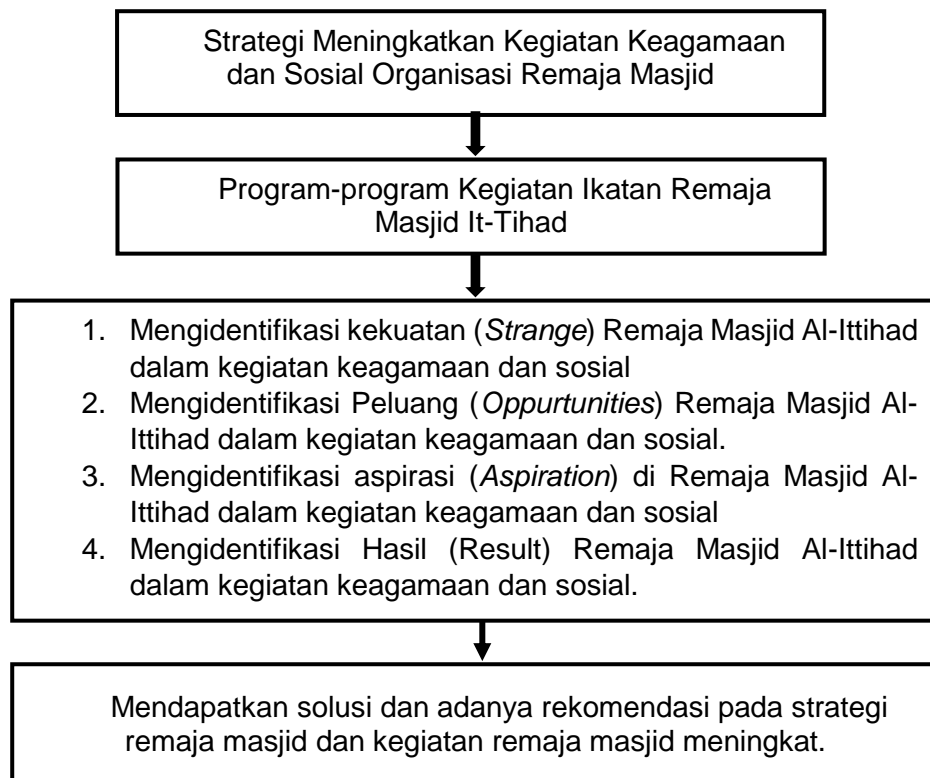 Strategi Meningkatkan Kegiatan Keagamaan
dan Sosial Organisasi Remaja Masjid
Program-program Kegiatan Ikatan Remaja
Masjid It-Tihad
1. Mengidentifikasi kekuatan (Strange) Remaja Masjid Al-Ittihad
dalam kegiatan keagamaan dan sosial
2. Mengidentifikasi Peluang (Oppurtunities) Remaja Masjid Al-
Ittihad dalam kegiatan keagamaan dan sosial.
3. Mengidentifikasi aspirasi (Aspiration) di Remaja Masjid Al-
Ittihad dalam kegiatan keagamaan dan sosial
4. Mengidentifikasi Hasil (Result) Remaja Masjid Al-Ittihad
dalam kegiatan keagamaan dan sosial.
Mendapatkan solusi dan adanya rekomendasi pada strategi
remaja masjid dan kegiatan remaja masjid meningkat.